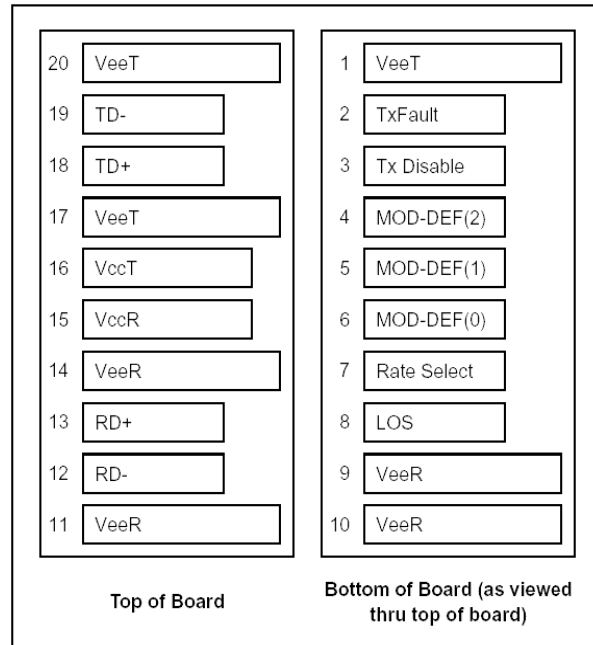 20 VeeT
19 TD-
18 TD+
17 VeeT
16 VccT
15 VccR
14 VeeR
13 RD+
12 RD-
11 VeeR
Top of Board
1 VeeT
2 TxFault
3 Tx Disable
4 MOD-DEF(2)
5 MOD-DEF(1)
6 MOD-DEF(0)
7 Rate Select
8 LOS
9 VeeR
10 VeeR
Bottom of Board (as viewed
thru top of board)